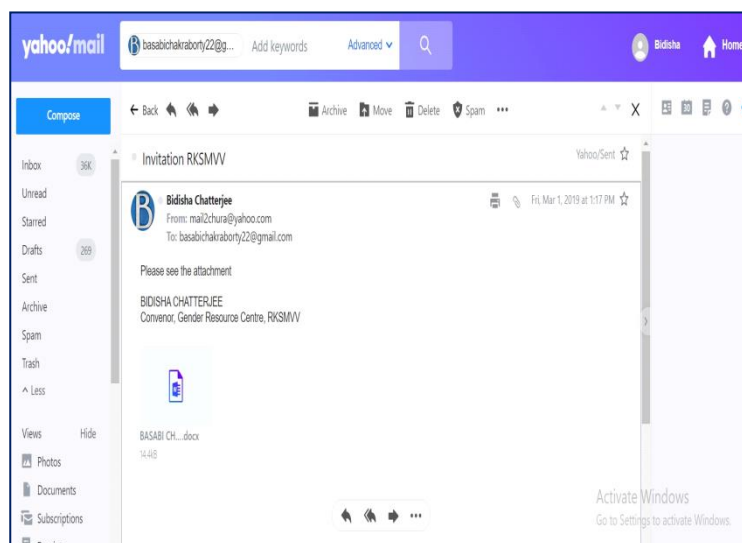 yahoo!mail
basabichakraborty22@g... Add keywords Advanced
Bidisha Home
Compose
Back Archive Move Delete Spam •••
X
30
Inbox 36K
Unread
Starred
Drafts 269
Sent
Archive
Spam
Trash
Less
Views Hide
Photos
Documents
Subscriptions
Invitation RKSMVV Yahoo/Sent
B
Bidisha Chatterjee Fri, Mar 1, 2019 at 1:17 PM
From: mail2chura@yahoo.com
To: basabichakraborty22@gmail.com
Please see the attachment
BIDISHA CHATTERJEE
Convenor, Gender Resource Centre, RKSMVV
BASABI CH....docx
14.4kB
•••
Activate Windows
Go to Settings to activate Windows.